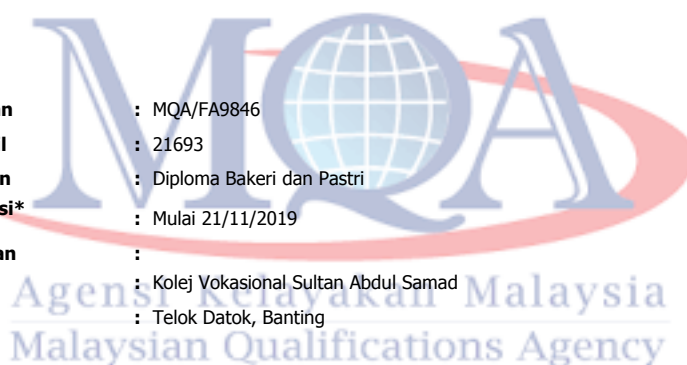 MQA
an : MQA/FA9846
l : 21693
n : Diploma Bakeri dan Pastri
si* : Mulai 21/11/2019
an :
: Kolej Vokasional Sultan Abdul Samad
Agensi Kelayakan Malaysia
: Telok Datok, Banting
Malaysian Qualifications Agency